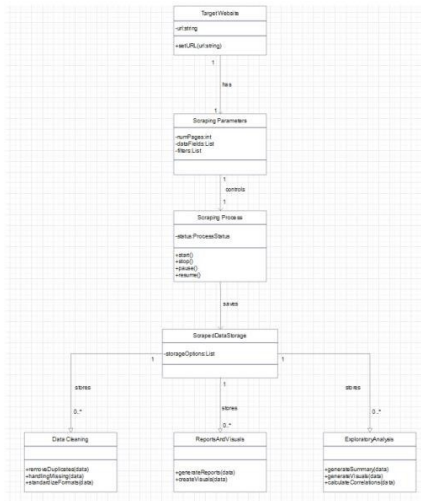 Target Website
-url:string
+setURL(url:string)
1
has
1
Scraping Parameters
-numPages:int
-dataFields:List
-filters:List
1
controls
1
Scraping Process
-status:ProcessStatus
+start()
+stop()
+pause()
+resume()
saves
ScrapedDataStorage
-storageOptions:List
1
1
1
stores
stores
stores
0..*
0..*
0..*
Data Cleaning
+removeDuplicates(data)
+handlingMissing(data)
+standardizeFormats(data)
ReportsAndVisuals
+generateReports(data)
+createVisuals(data)
ExploratoryAnalysis
+generateSummary(data)
+generateVisuals(data)
+calculateCorrelations(data)